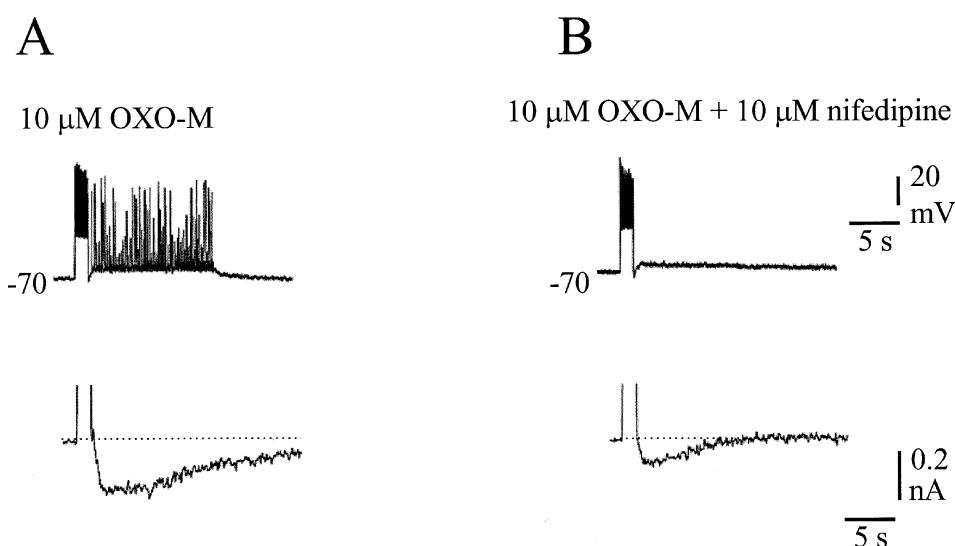 A
B
10 μM OXO-M
10 μM OXO-M + 10 μM nifedipine
20
mV
5 s
-70
-70
0.2
nA
5 s